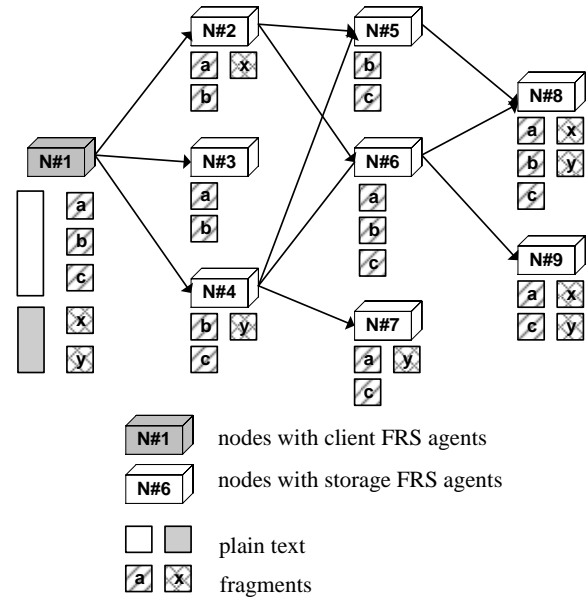 N#2
a x
b
N#5
b
c
N#8
a x
b y
c
N#1
a
b
c
x
y
N#3
a
b
N#6
a
b
c
N#4
b y
c
N#7
a y
c
N#9
a x
c y
N#1 nodes with client FRS agents
N#6 nodes with storage FRS agents
plain text
a x fragments